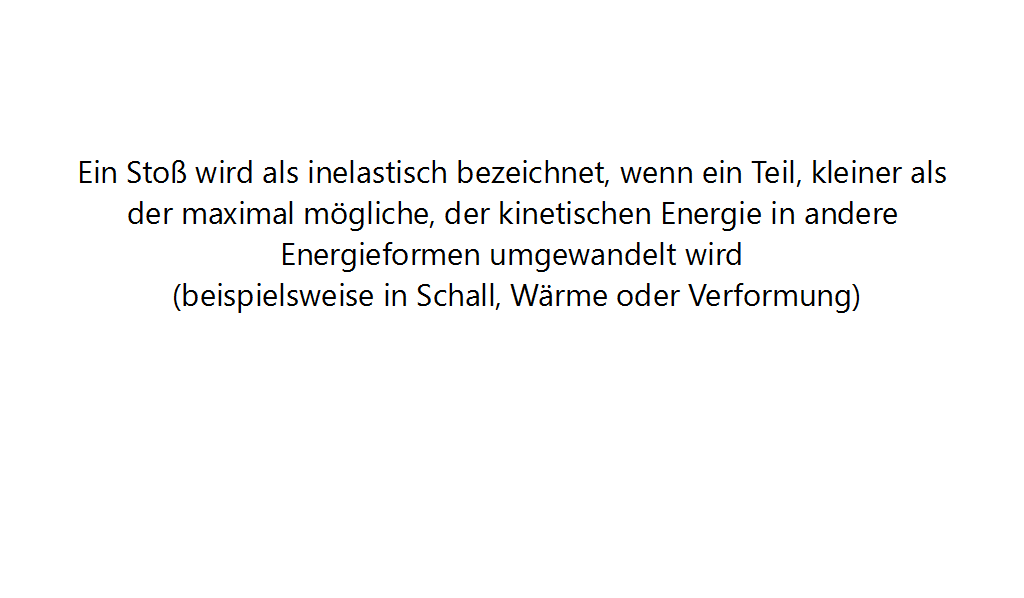 Ein Stoß wird als inelastisch bezeichnet, wenn ein Teil, kleiner als
der maximal mögliche, der kinetischen Energie in andere
Energieformen umgewandelt wird
(beispielsweise in Schall, Wärme oder Verformung)